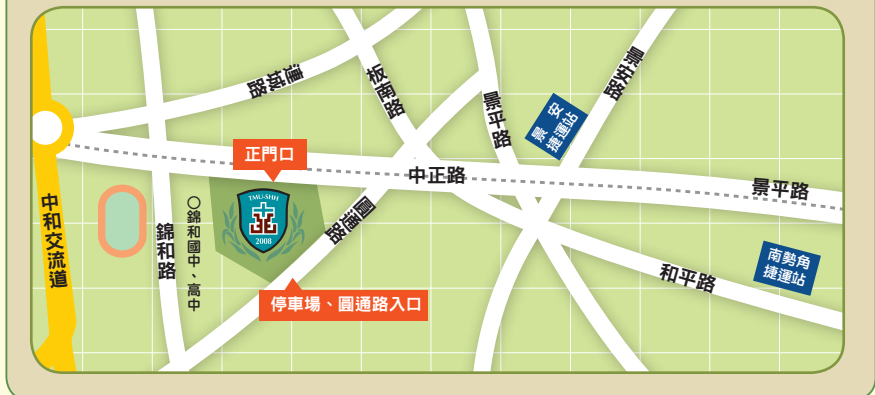 連城路
板南路
景平路
景安路
景安
捷運站
正門口
中正路
景平路
TMU-SHH
2008
中和交流道
錦和路
○錦和國中、高中
圓通路
和平路
南勢角
捷運站
停車場、圓通路入口